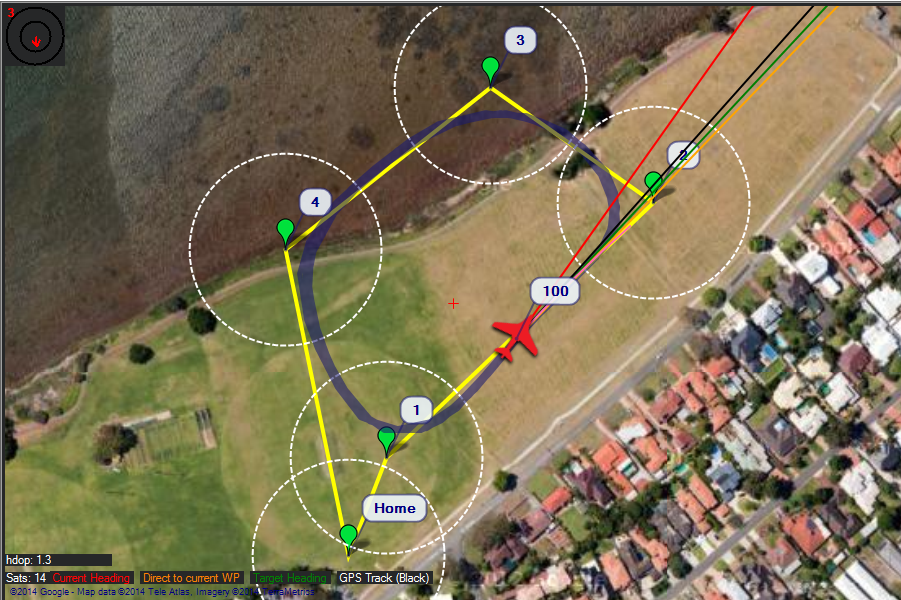 3
3
2
4
100
1
Home
hdop: 1.3
Sats: 14 Current Heading Direct to current WP Target Heading GPS Track (Black)
©2014 Google - Map data ©2014 Tele Atlas, Imagery ©2014 TerraMetrics